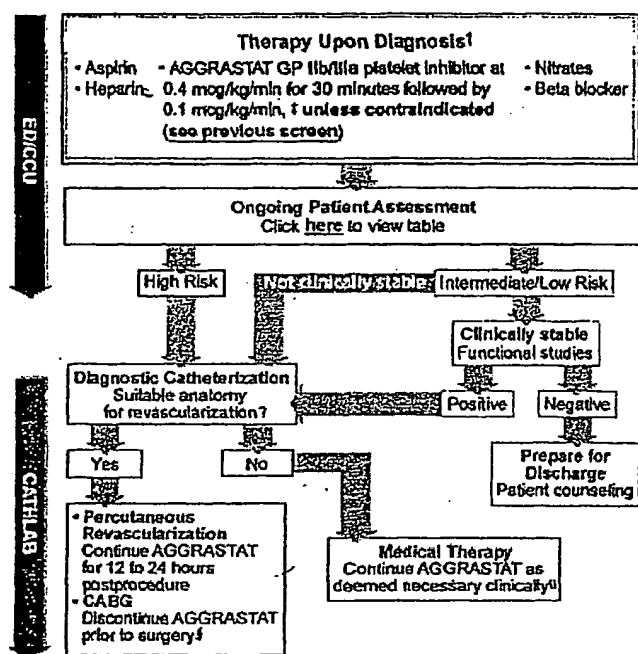 Therapy Upon Diagnosis†
• Aspirin
• Heparin
• AGGRASTAT GP IIb/IIIa platelet inhibitor at
0.4 mcg/kg/min for 30 minutes followed by
0.1 mcg/kg/min, ‡ unless contraindicated
(see previous screen)
• Nitrates
• Beta blocker
ED/CCU
Ongoing Patient Assessment
Click here to view table
High Risk
Not clinically stable
Intermediate/Low Risk
Clinically stable
Functional studies
Diagnostic Catheterization
Suitable anatomy
for revascularization?
Positive
Negative
Yes
No
Prepare for
Discharge
Patient counseling
CATHLAB
• Percutaneous
Revascularization
Continue AGGRASTAT
for 12 to 24 hours
postprocedure
• CABG
Discontinue AGGRASTAT
prior to surgery§
Medical Therapy
Continue AGGRASTAT as
deemed necessary clinically